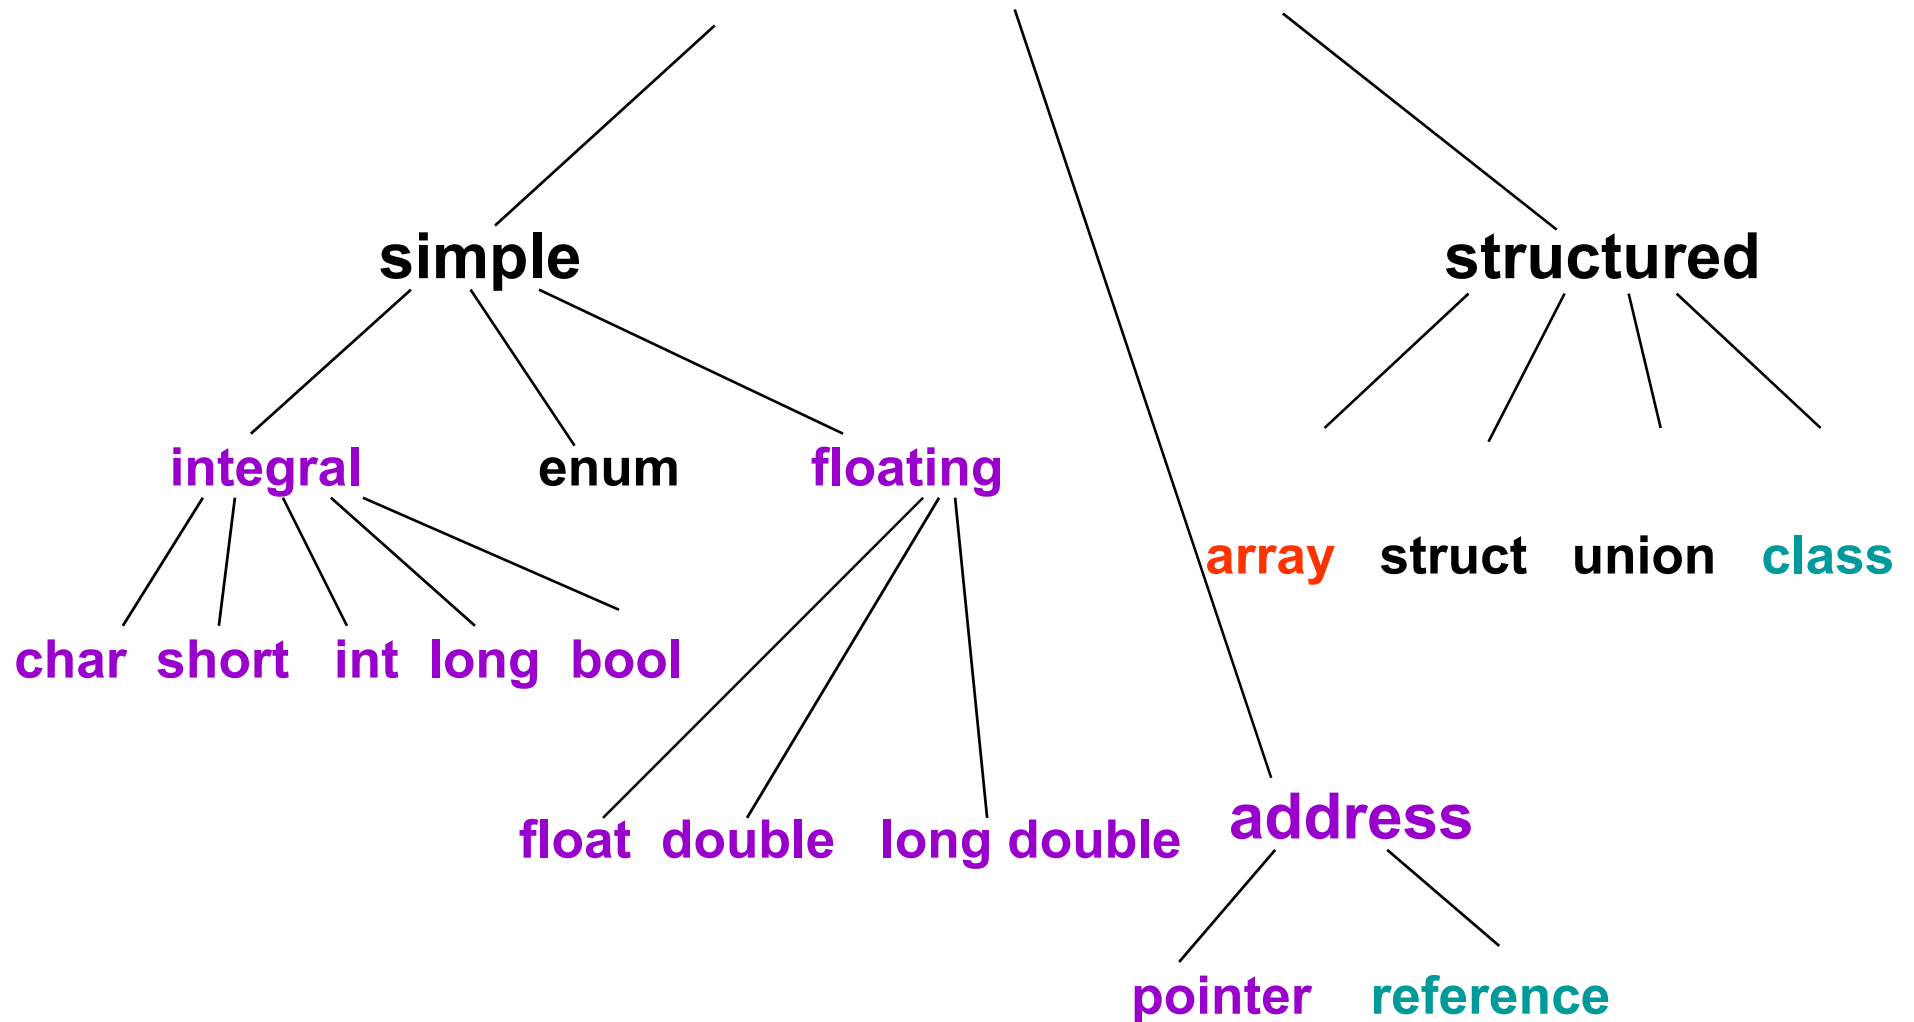 simple structured
integral enum floating
array struct union class
char short int long bool
address
float double long double
pointer reference